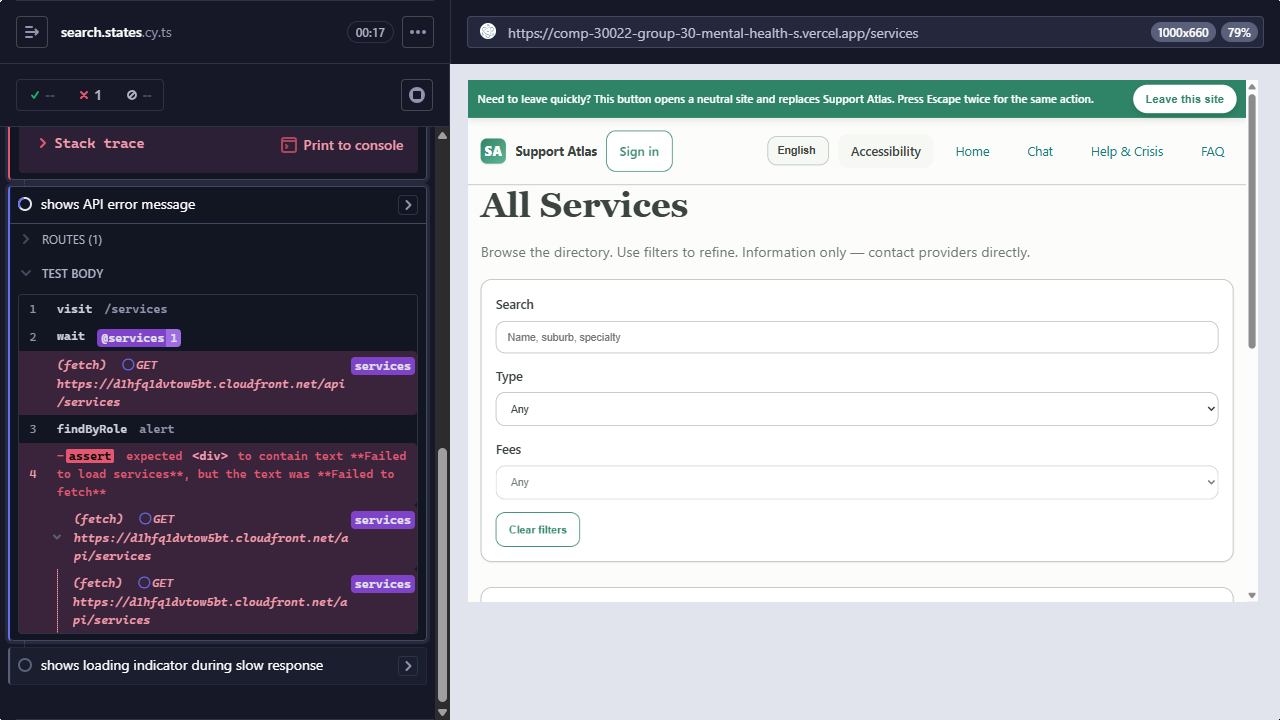 search.states.cy.ts
00:17
--
1
--
Stack trace
Print to console
shows API error message
ROUTES (1)
TEST BODY
1 visit /services
2 wait @services 1
(fetch) GET services
https://d1hfq1dvtow5bt.cloudfront.net/api
/services
3 findByRole alert
-assert expected <div> to contain text **Failed
4 to load services**, but the text was **Failed to
fetch**
(fetch) GET services
https://d1hfq1dvtow5bt.cloudfront.net/a
pi/services
(fetch) GET services
https://d1hfq1dvtow5bt.cloudfront.net/a
pi/services
shows loading indicator during slow response
https://comp-30022-group-30-mental-health-s.vercel.app/services
1000x660 79%
Need to leave quickly? This button opens a neutral site and replaces Support Atlas. Press Escape twice for the same action.
Leave this site
SA Support Atlas Sign in English Accessibility Home Chat Help & Crisis FAQ
All Services
Browse the directory. Use filters to refine. Information only — contact providers directly.
Search
Name, suburb, specialty
Type
Any
Fees
Any
Clear filters